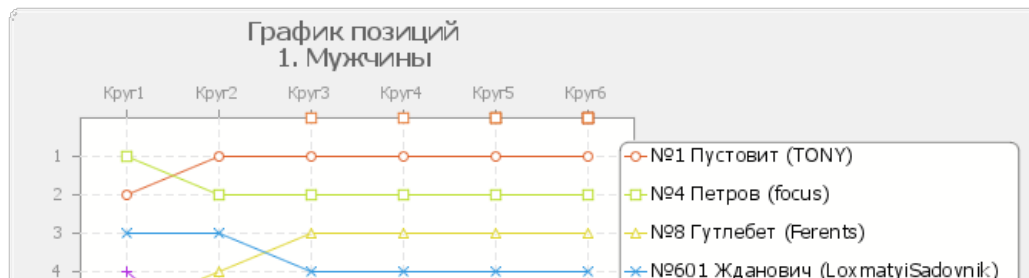 График позиций
1. Мужчины
Круг1 Круг2 Круг3 Круг4 Круг5 Круг6
1
2
3
4
№1 Пустовит (TONY)
№4 Петров (focus)
№8 Гутлебет (Ferents)
№601 Жданович (LoxmatyiSadovnik)